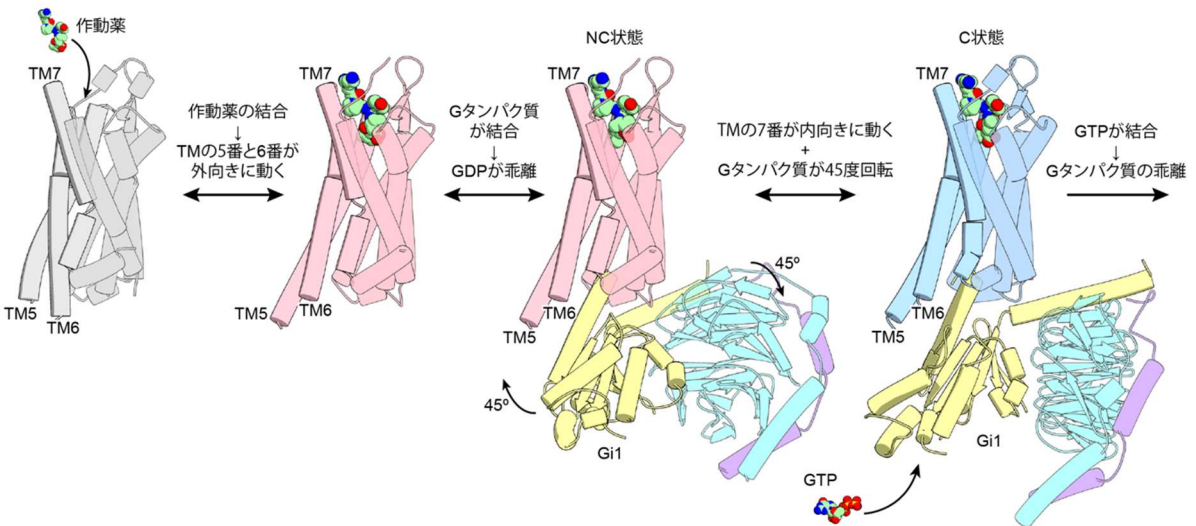 作動薬
TM7
TM5
TM6
作動薬の結合
↓
TMの5番と6番が
外向きに動く
TM7
TM5
TM6
Gタンパク質
が結合
↓
GDPが乖離
NC状態
TM7
TM6
TM5
45º
45º
Gi1
TMの7番が内向きに動く
+
Gタンパク質が45度回転
C状態
TM7
TM6
TM5
Gi1
GTP
GTPが結合
↓
Gタンパク質の乖離